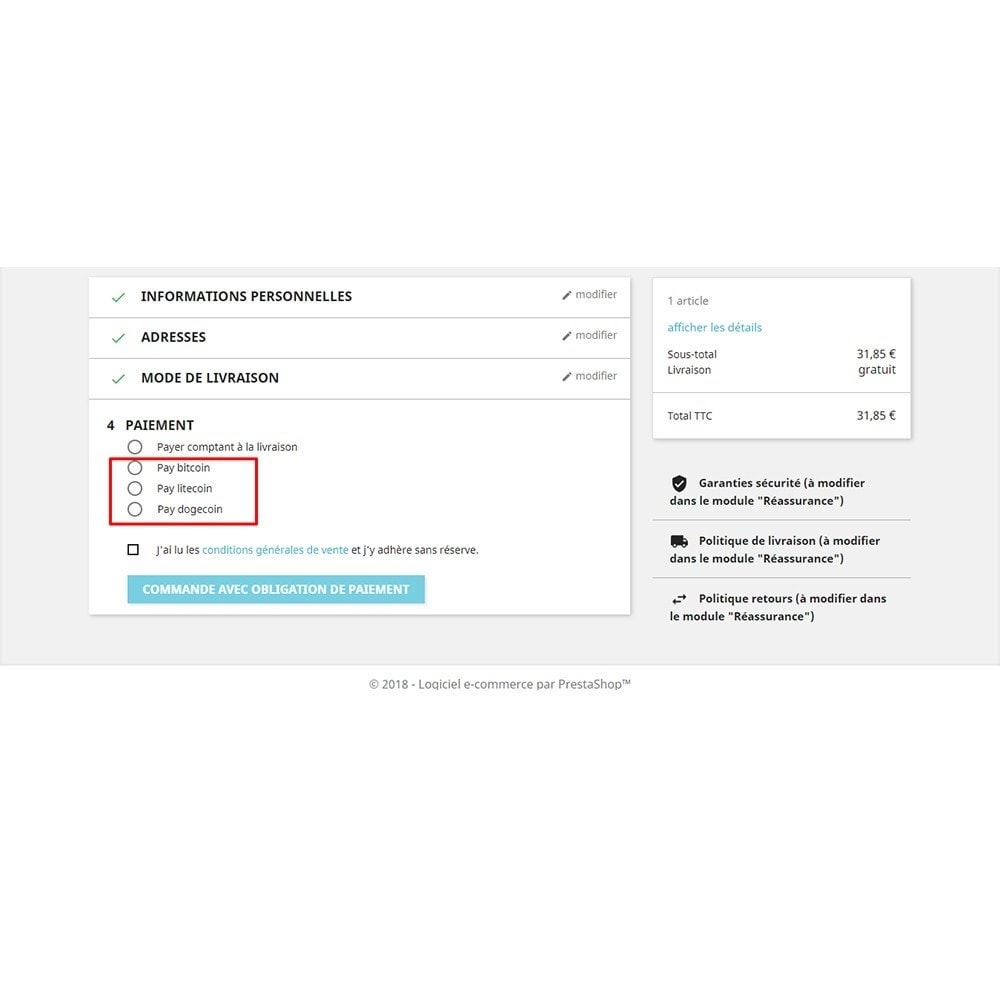 INFORMATIONS PERSONNELLES
modifier
ADRESSES
modifier
MODE DE LIVRAISON
modifier
4 PAIEMENT
Payer comptant à la livraison
Pay bitcoin
Pay litecoin
Pay dogecoin
J'ai lu les conditions générales de vente et j'y adhère sans réserve.
COMMANDE AVEC OBLIGATION DE PAIEMENT
1 article
afficher les détails
Sous-total 31,85 €
Livraison gratuit
Total TTC 31,85 €
Garanties sécurité (à modifier
dans le module "Réassurance")
Politique de livraison (à modifier
dans le module "Réassurance")
Politique retours (à modifier dans
le module "Réassurance")
© 2018 - Logiciel e-commerce par PrestaShop™